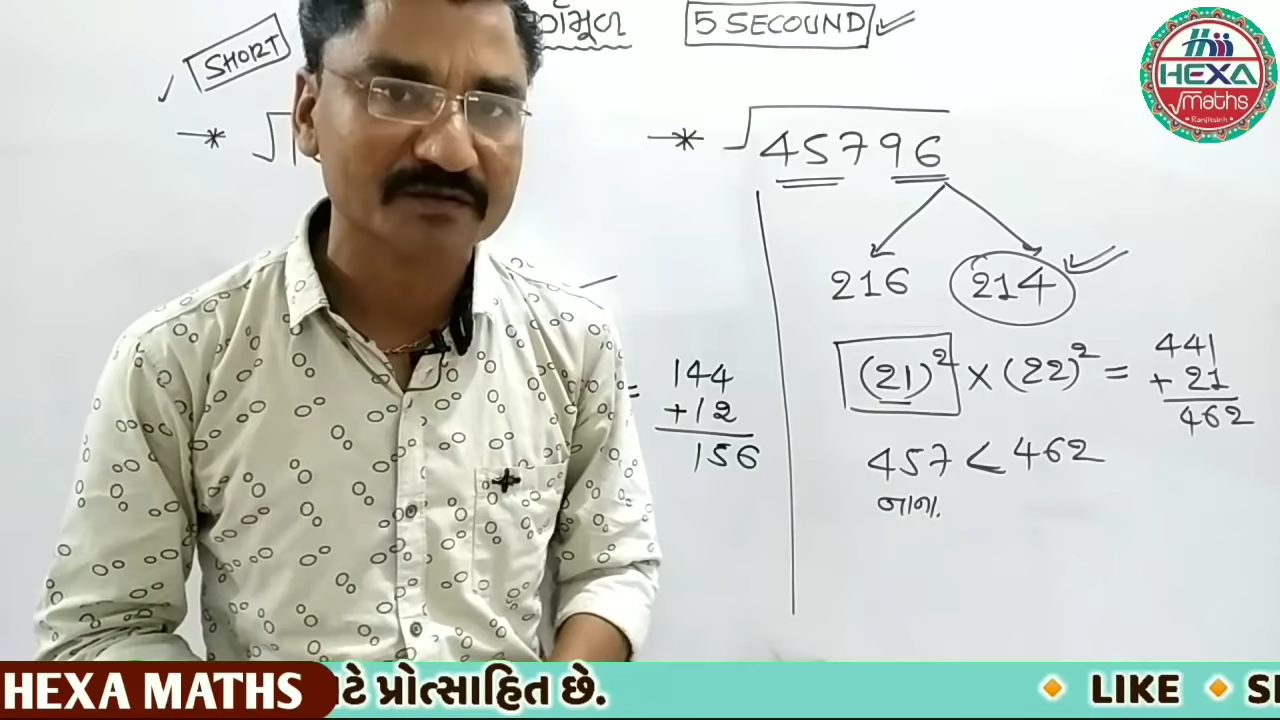 SHORT
ફોર્મૂલા
5 SECOUND
HEXA
√maths
Ranjitsinh
* √45796
216 214
(21)² × (22)² =
441
+ 21
462
457 < 462
નાના.
= 144
+12
156
HEXA MATHS
ટે પ્રોત્સાહિત છે.
LIKE